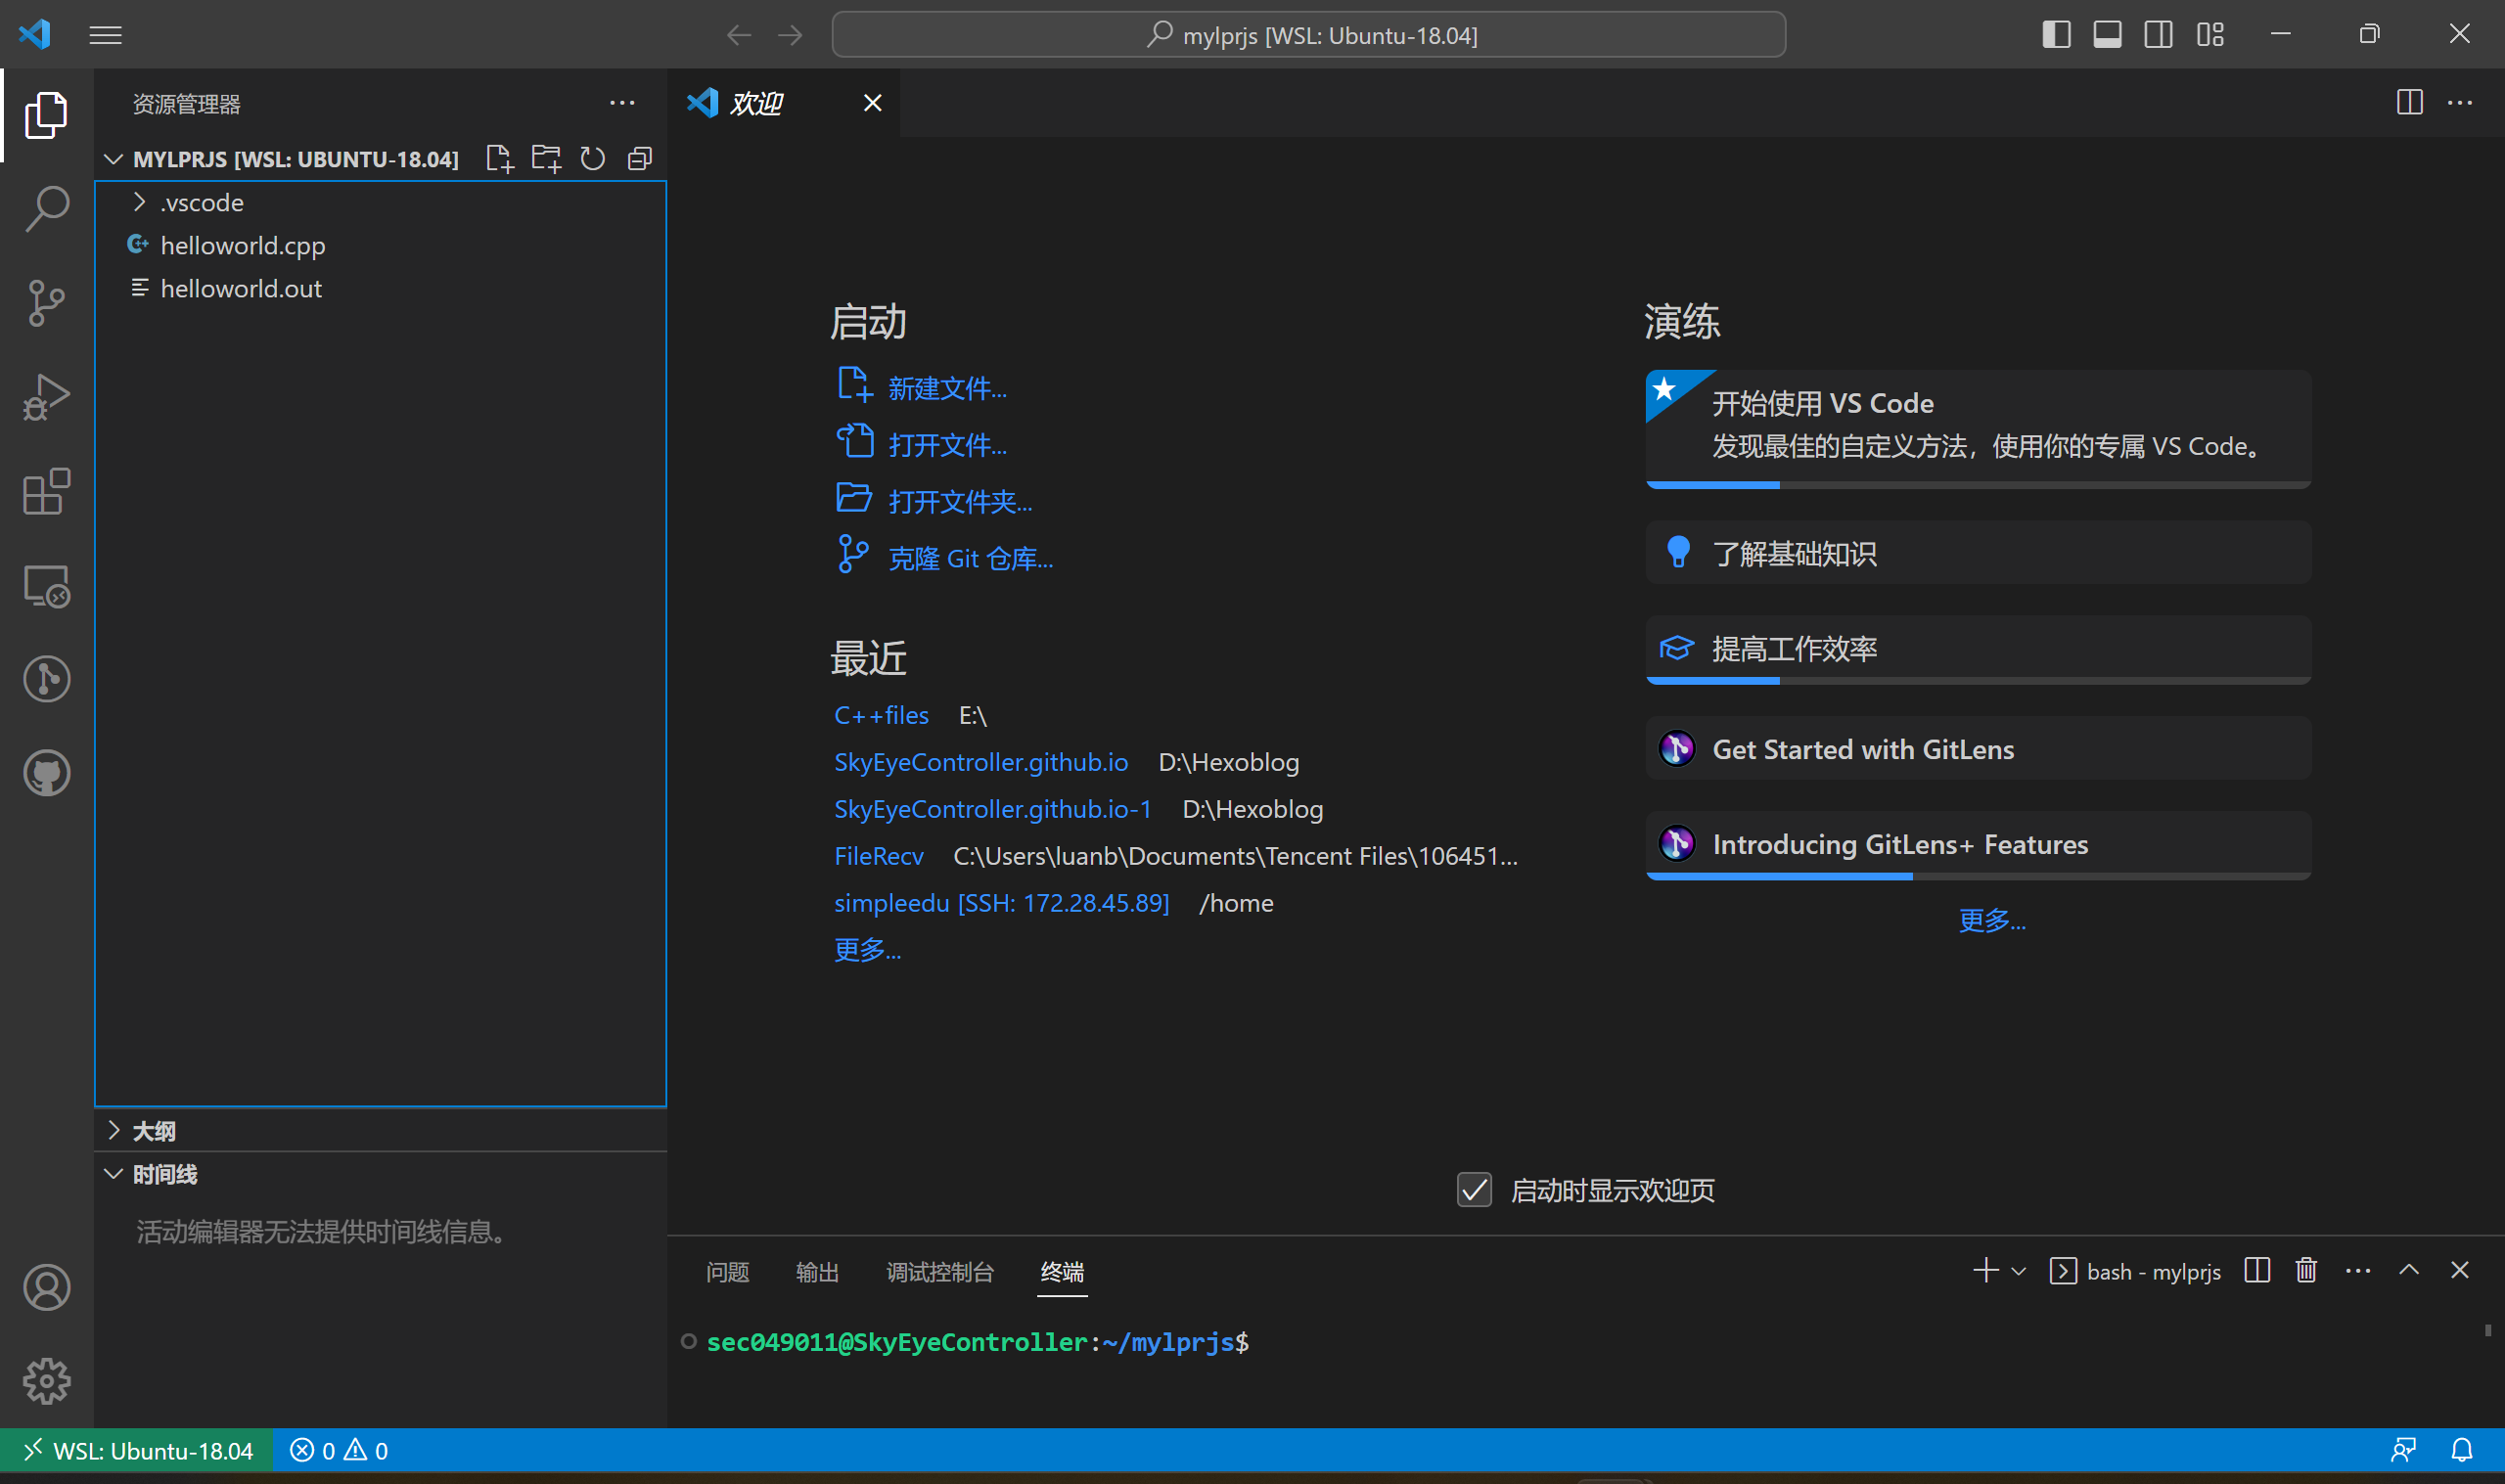 mylprjs [WSL: Ubuntu-18.04]
资源管理器
MYLPRJS [WSL: UBUNTU-18.04]
.vscode
helloworld.cpp
helloworld.out
大纲
时间线
活动编辑器无法提供时间线信息。
欢迎
启动
新建文件...
打开文件...
打开文件夹...
克隆 Git 仓库...
最近
C++files E:\
SkyEyeController.github.io D:\Hexoblog
SkyEyeController.github.io-1 D:\Hexoblog
FileRecv C:\Users\luanb\Documents\Tencent Files\106451...
simpleedu [SSH: 172.28.45.89] /home
更多...
演练
开始使用 VS Code
发现最佳的自定义方法，使用你的专属 VS Code。
了解基础知识
提高工作效率
Get Started with GitLens
Introducing GitLens+ Features
更多...
启动时显示欢迎页
问题 输出 调试控制台 终端
bash - mylprjs
sec049011@SkyEyeController:~/mylprjs$
WSL: Ubuntu-18.04 0 0